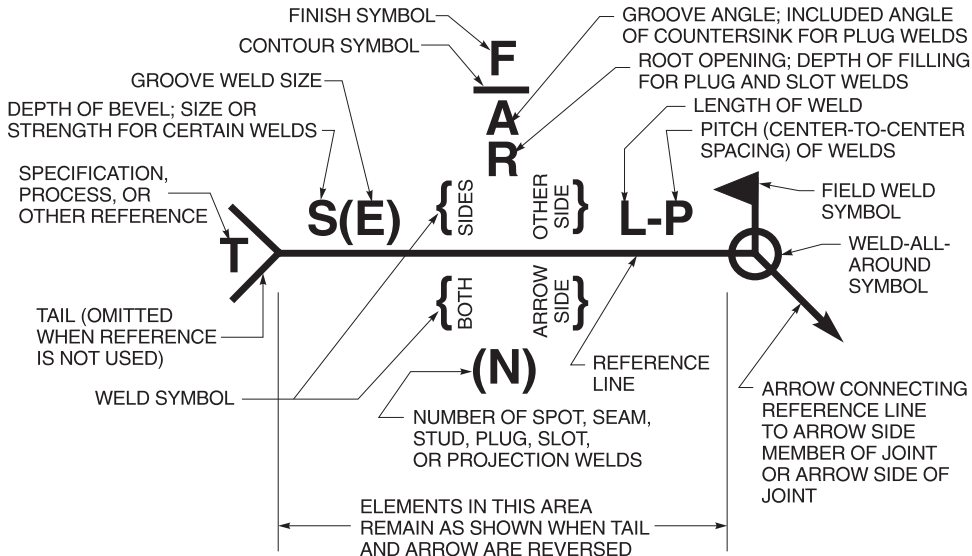 FINISH SYMBOL
CONTOUR SYMBOL
GROOVE WELD SIZE
DEPTH OF BEVEL; SIZE OR
STRENGTH FOR CERTAIN WELDS
SPECIFICATION,
PROCESS, OR
OTHER REFERENCE
F
A
R
GROOVE ANGLE; INCLUDED ANGLE
OF COUNTERSINK FOR PLUG WELDS
ROOT OPENING; DEPTH OF FILLING
FOR PLUG AND SLOT WELDS
LENGTH OF WELD
PITCH (CENTER-TO-CENTER
SPACING) OF WELDS
FIELD WELD
SYMBOL
WELD-ALL-
AROUND
SYMBOL
T
S(E)
{SIDES
OTHER
SIDE}
L-P
{BOTH
ARROW
SIDE}
(N)
TAIL (OMITTED
WHEN REFERENCE
IS NOT USED)
WELD SYMBOL
REFERENCE
LINE
NUMBER OF SPOT, SEAM,
STUD, PLUG, SLOT,
OR PROJECTION WELDS
ARROW CONNECTING
REFERENCE LINE
TO ARROW SIDE
MEMBER OF JOINT
OR ARROW SIDE OF
JOINT
ELEMENTS IN THIS AREA
REMAIN AS SHOWN WHEN TAIL
AND ARROW ARE REVERSED